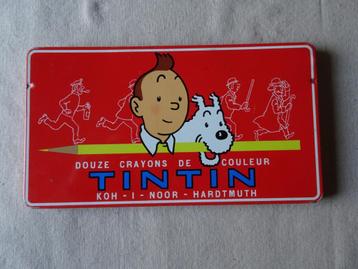 DOUZE CRAYONS DE COULEUR
TINTIN
KOH - I - NOOR - HARDTMUTH